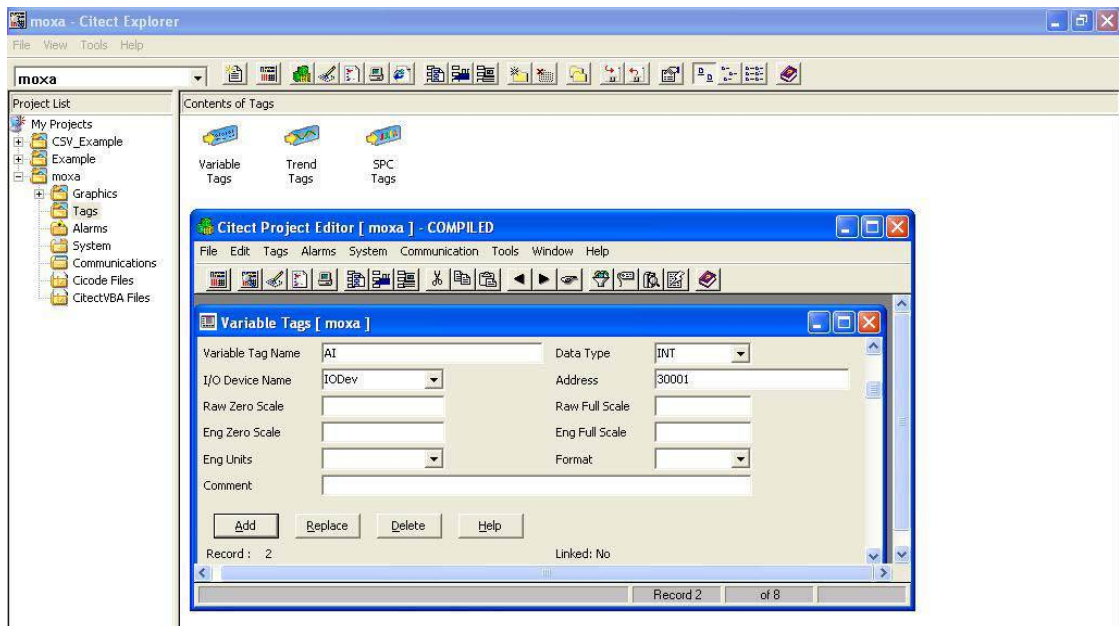 moxa - Citect Explorer
File View Tools Help
moxa
Project List
My Projects
CSV_Example
Example
moxa
Graphics
Tags
Alarms
System
Communications
Cicode Files
CitectVBA Files
Contents of Tags
Variable Tags
Trend Tags
SPC Tags
Citect Project Editor [ moxa ] - COMPILED
File Edit Tags Alarms System Communication Tools Window Help
Variable Tags [ moxa ]
Variable Tag Name AI Data Type INT
I/O Device Name IODev Address 30001
Raw Zero Scale Raw Full Scale
Eng Zero Scale Eng Full Scale
Eng Units Format
Comment
Add Replace Delete Help
Record : 2 Linked: No
Record 2 of 8